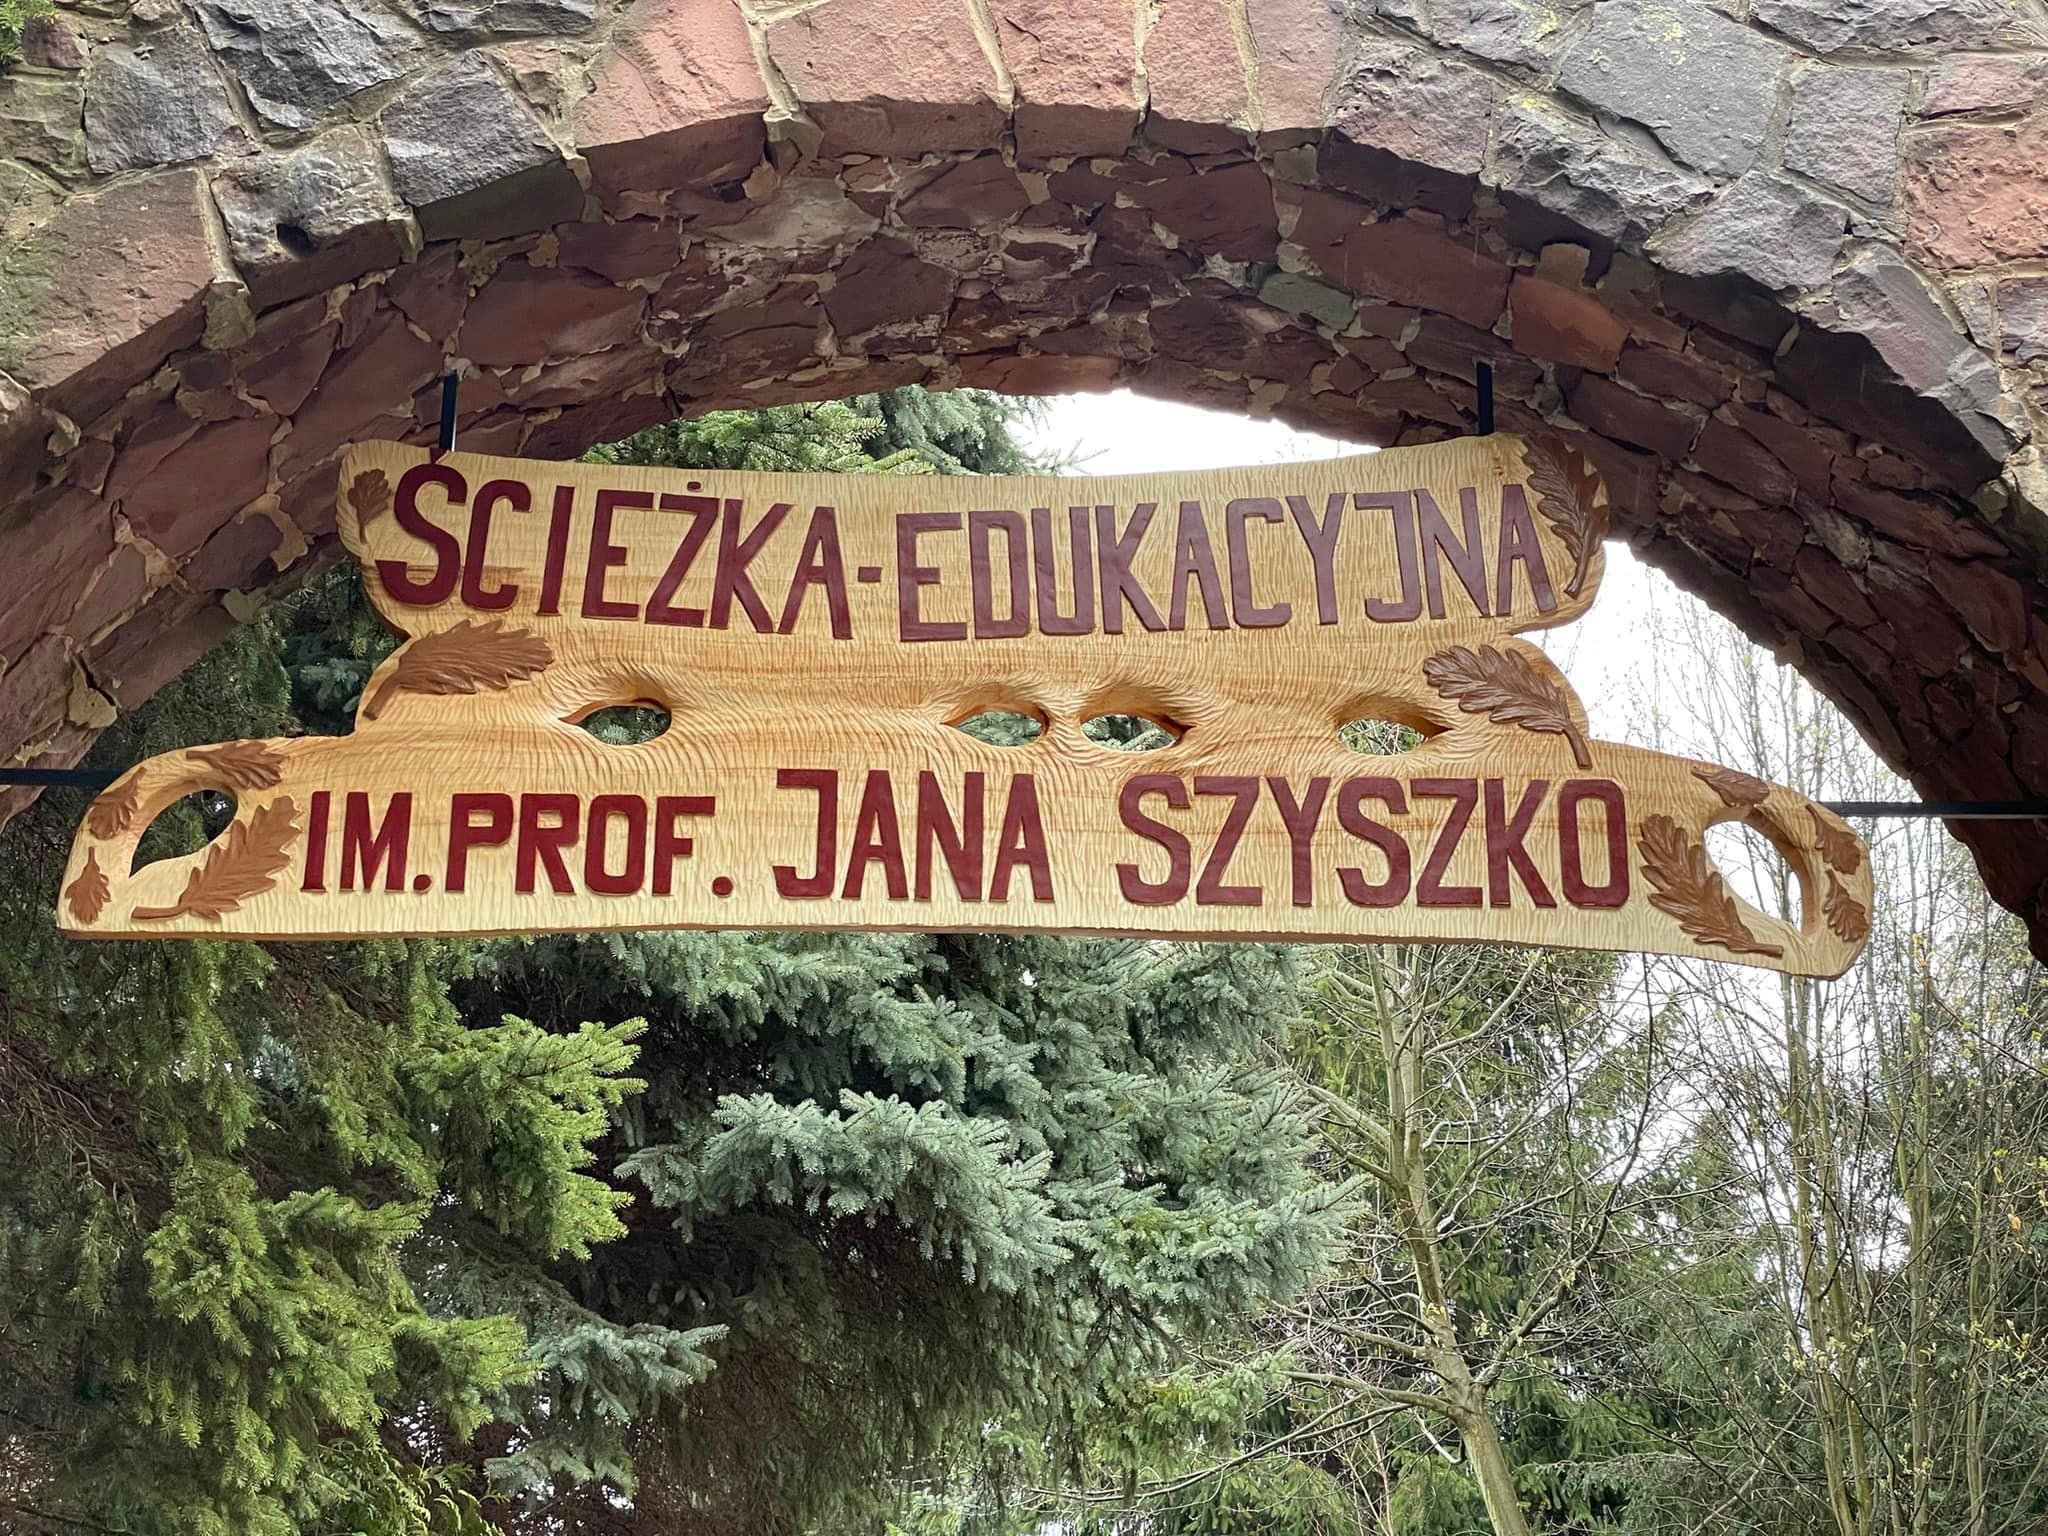 ŚCIEŻKA-EDUKACYJNA
IM. PROF. JANA SZYSZKO